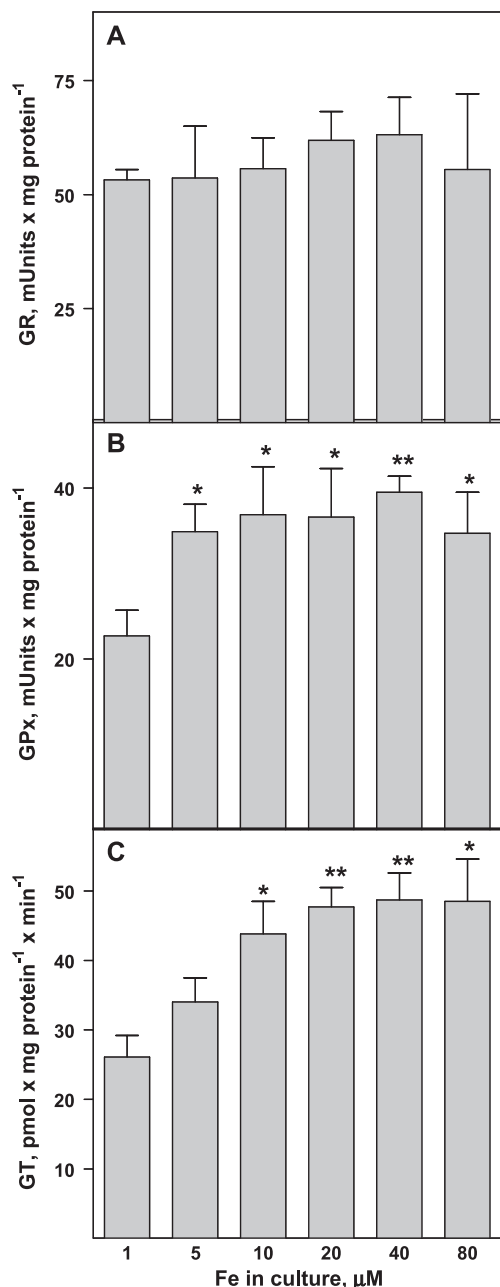 A
75
50
25
GR, mUnits x mg protein⁻¹
B
* * * ** *
40
20
GPx, mUnits x mg protein⁻¹
C
* ** ** *
50
40
30
20
10
GT, pmol x mg protein⁻¹ x min⁻¹
1 5 10 20 40 80
Fe in culture, μM